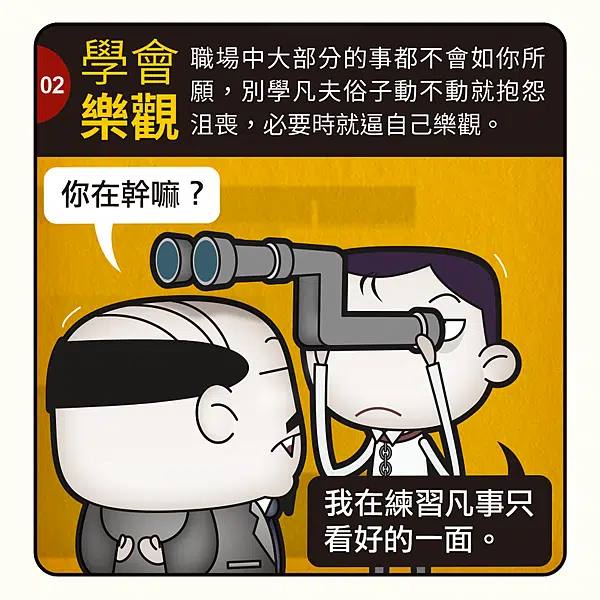 02
學會
樂觀
職場中大部分的事都不會如你所
願，別學凡夫俗子動不動就抱怨
沮喪，必要時就逼自己樂觀。
你在幹嘛？
我在練習凡事只
看好的一面。